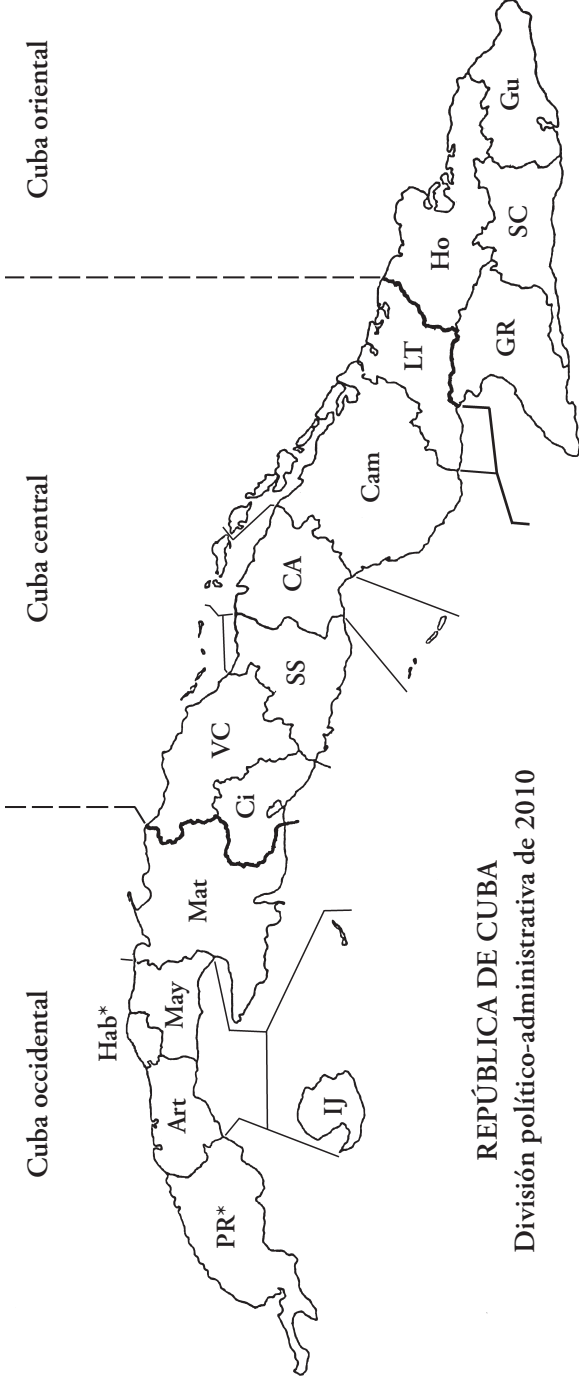 Cuba occidental
Cuba central
Cuba oriental
Hab*
PR*
Art
May
Mat
IJ
Ci
VC
SS
CA
Cam
LT
Ho
GR
SC
Gu
REPÚBLICA DE CUBA
División político-administrativa de 2010